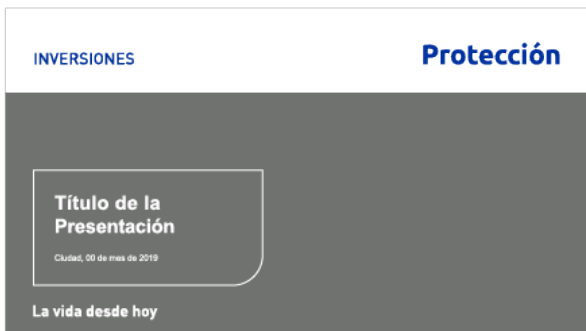 INVERSIONES
Protección
Título de la
Presentación
Ciudad, 00 de mes de 2019
La vida desde hoy